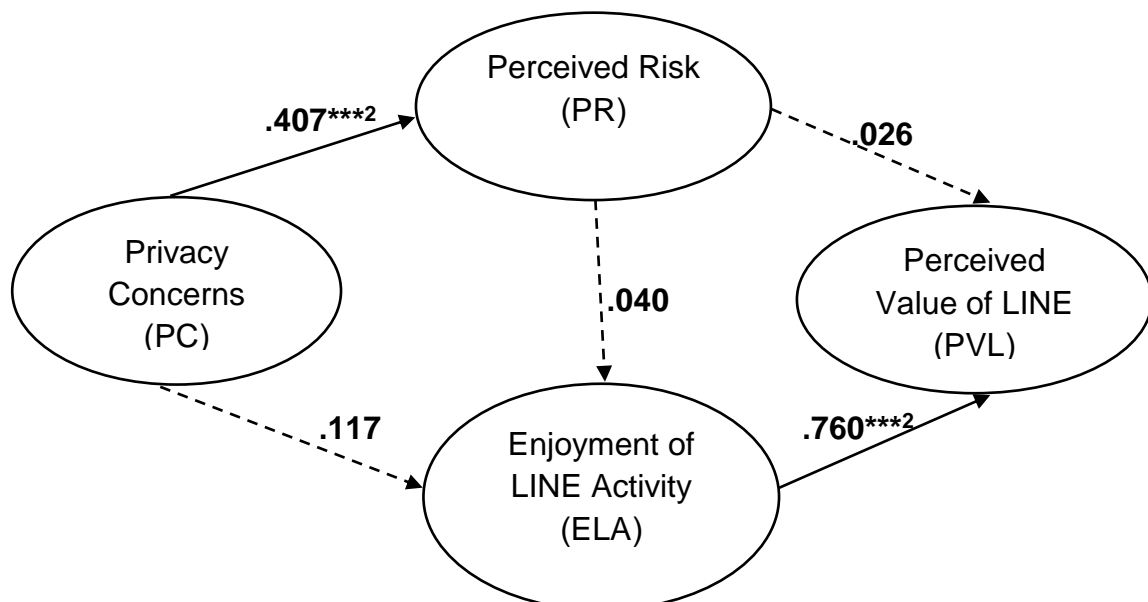 Perceived Risk
(PR)
.407***2
.026
Privacy
Concerns
(PC)
Perceived
Value of LINE
(PVL)
.040
.117
.760***2
Enjoyment of
LINE Activity
(ELA)